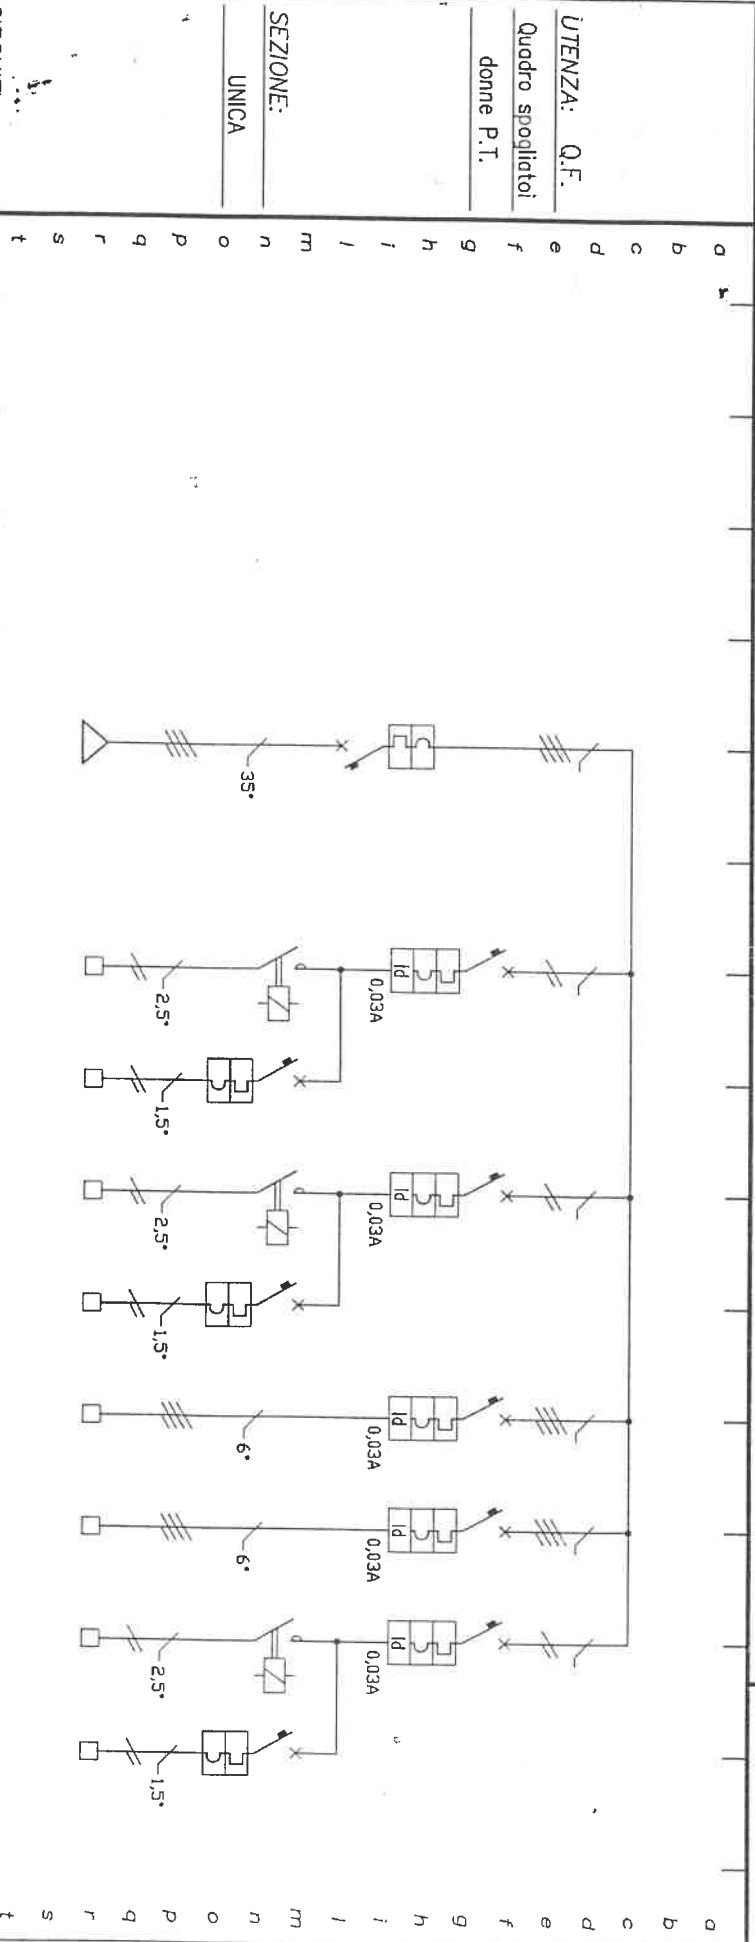 UTENZA: Q.F.
Quadro spogliatoi
donne P.T.
SEZIONE:
UNICA
a
b
c
d
e
f
g
h
i
l
m
n
o
p
q
r
s
t
35°
0,03A
Id
2,5°
1,5°
0,03A
Id
2,5°
1,5°
0,03A
Id
6°
0,03A
Id
6°
0,03A
Id
2,5°
1,5°
a
b
c
d
e
f
g
h
i
l
m
n
o
p
q
r
s
t